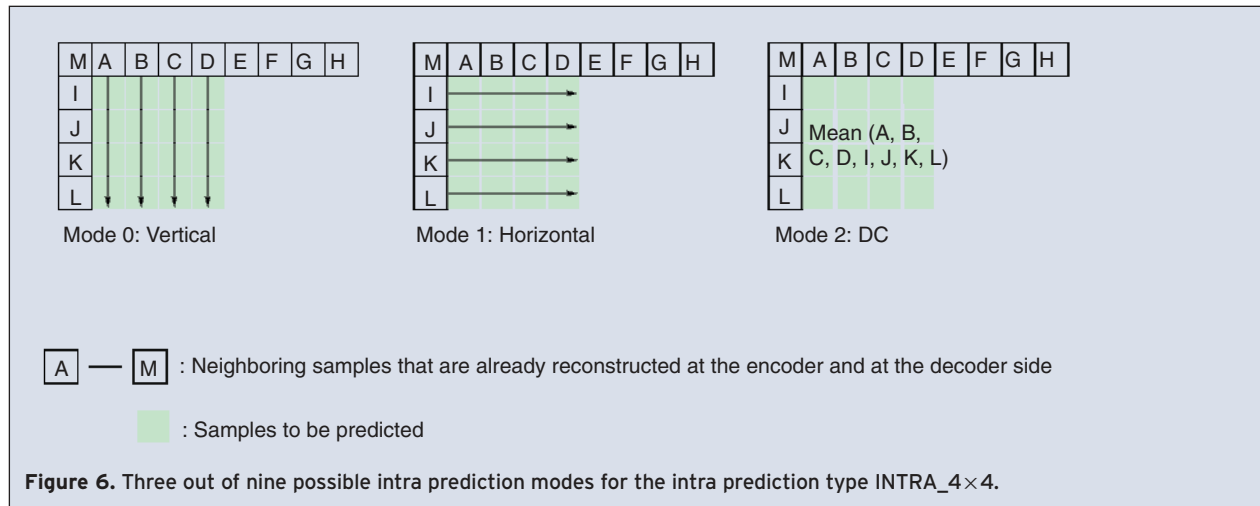 M A B C D E F G H
I
J
K
L
Mode 0: Vertical
M A B C D E F G H
I
J
K
L
Mode 1: Horizontal
M A B C D E F G H
I
J
K
L
Mean (A, B,
C, D, I, J, K, L)
Mode 2: DC
A — M : Neighboring samples that are already reconstructed at the encoder and at the decoder side
: Samples to be predicted
Figure 6. Three out of nine possible intra prediction modes for the intra prediction type INTRA_4×4.